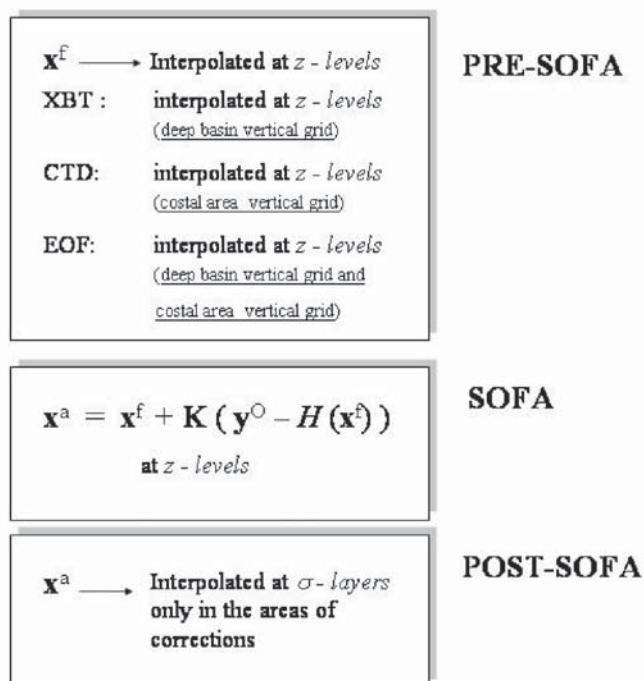 x^f ⟶ Interpolated at z - levels
PRE-SOFA
XBT : interpolated at z - levels
(deep basin vertical grid)
CTD: interpolated at z - levels
(costal area vertical grid)
EOF: interpolated at z - levels
(deep basin vertical grid and
costal area vertical grid)
SOFA
x^a = x^f + K ( y^O – H (x^f) )
at z - levels
POST-SOFA
x^a ⟶ Interpolated at σ - layers
only in the areas of
corrections